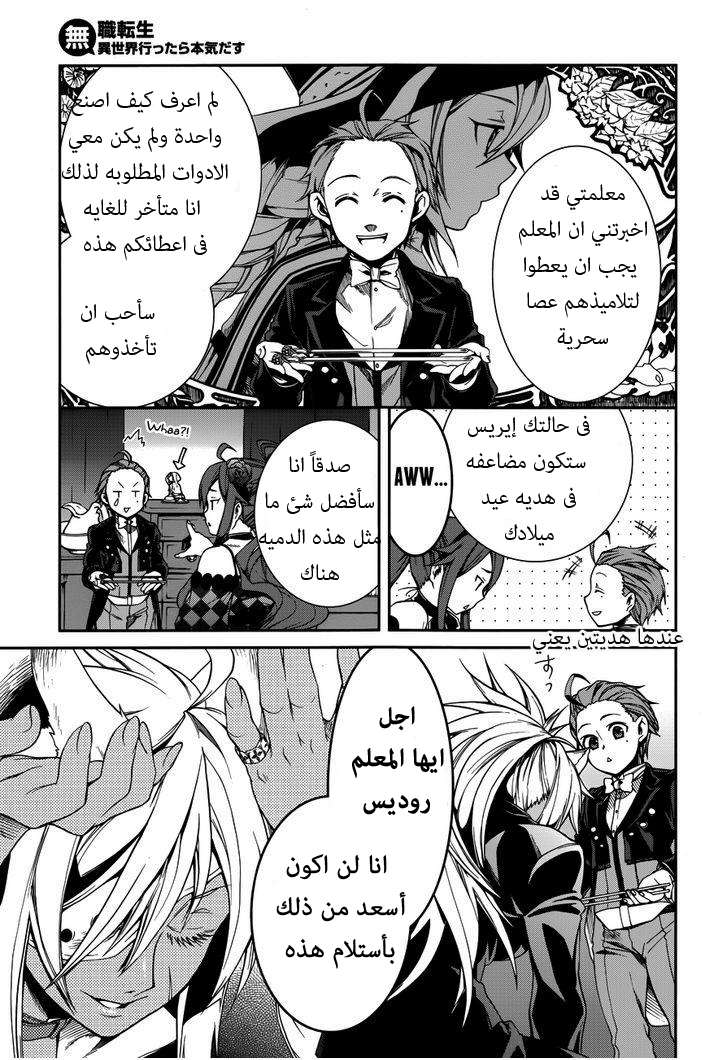 無職転生
異世界行ったら本気だす
معلمتي قد
اخبرتني ان المعلم
يجب ان يعطوا
لتلاميذهم عصا
سحرية
لم اعرف كيف اصنع
واحدة ولم يكن معي
الادوات المطلوبه لذلك
انا متأخر للغايه
فى اعطائكم هذه
سأحب ان
تأخذوهم
فى حالتك إيريس
ستكون مضاعفه
فى هديه عيد
ميلادك
AWW...
عندها هديتين يعني
صدقاً انا
سأفضل شئ ما
مثل هذه الدميه
هناك
Whaa?!
すっ
اجل
ايها المعلم
روديس
انا لن اكون
أسعد من ذلك
بأستلام هذه